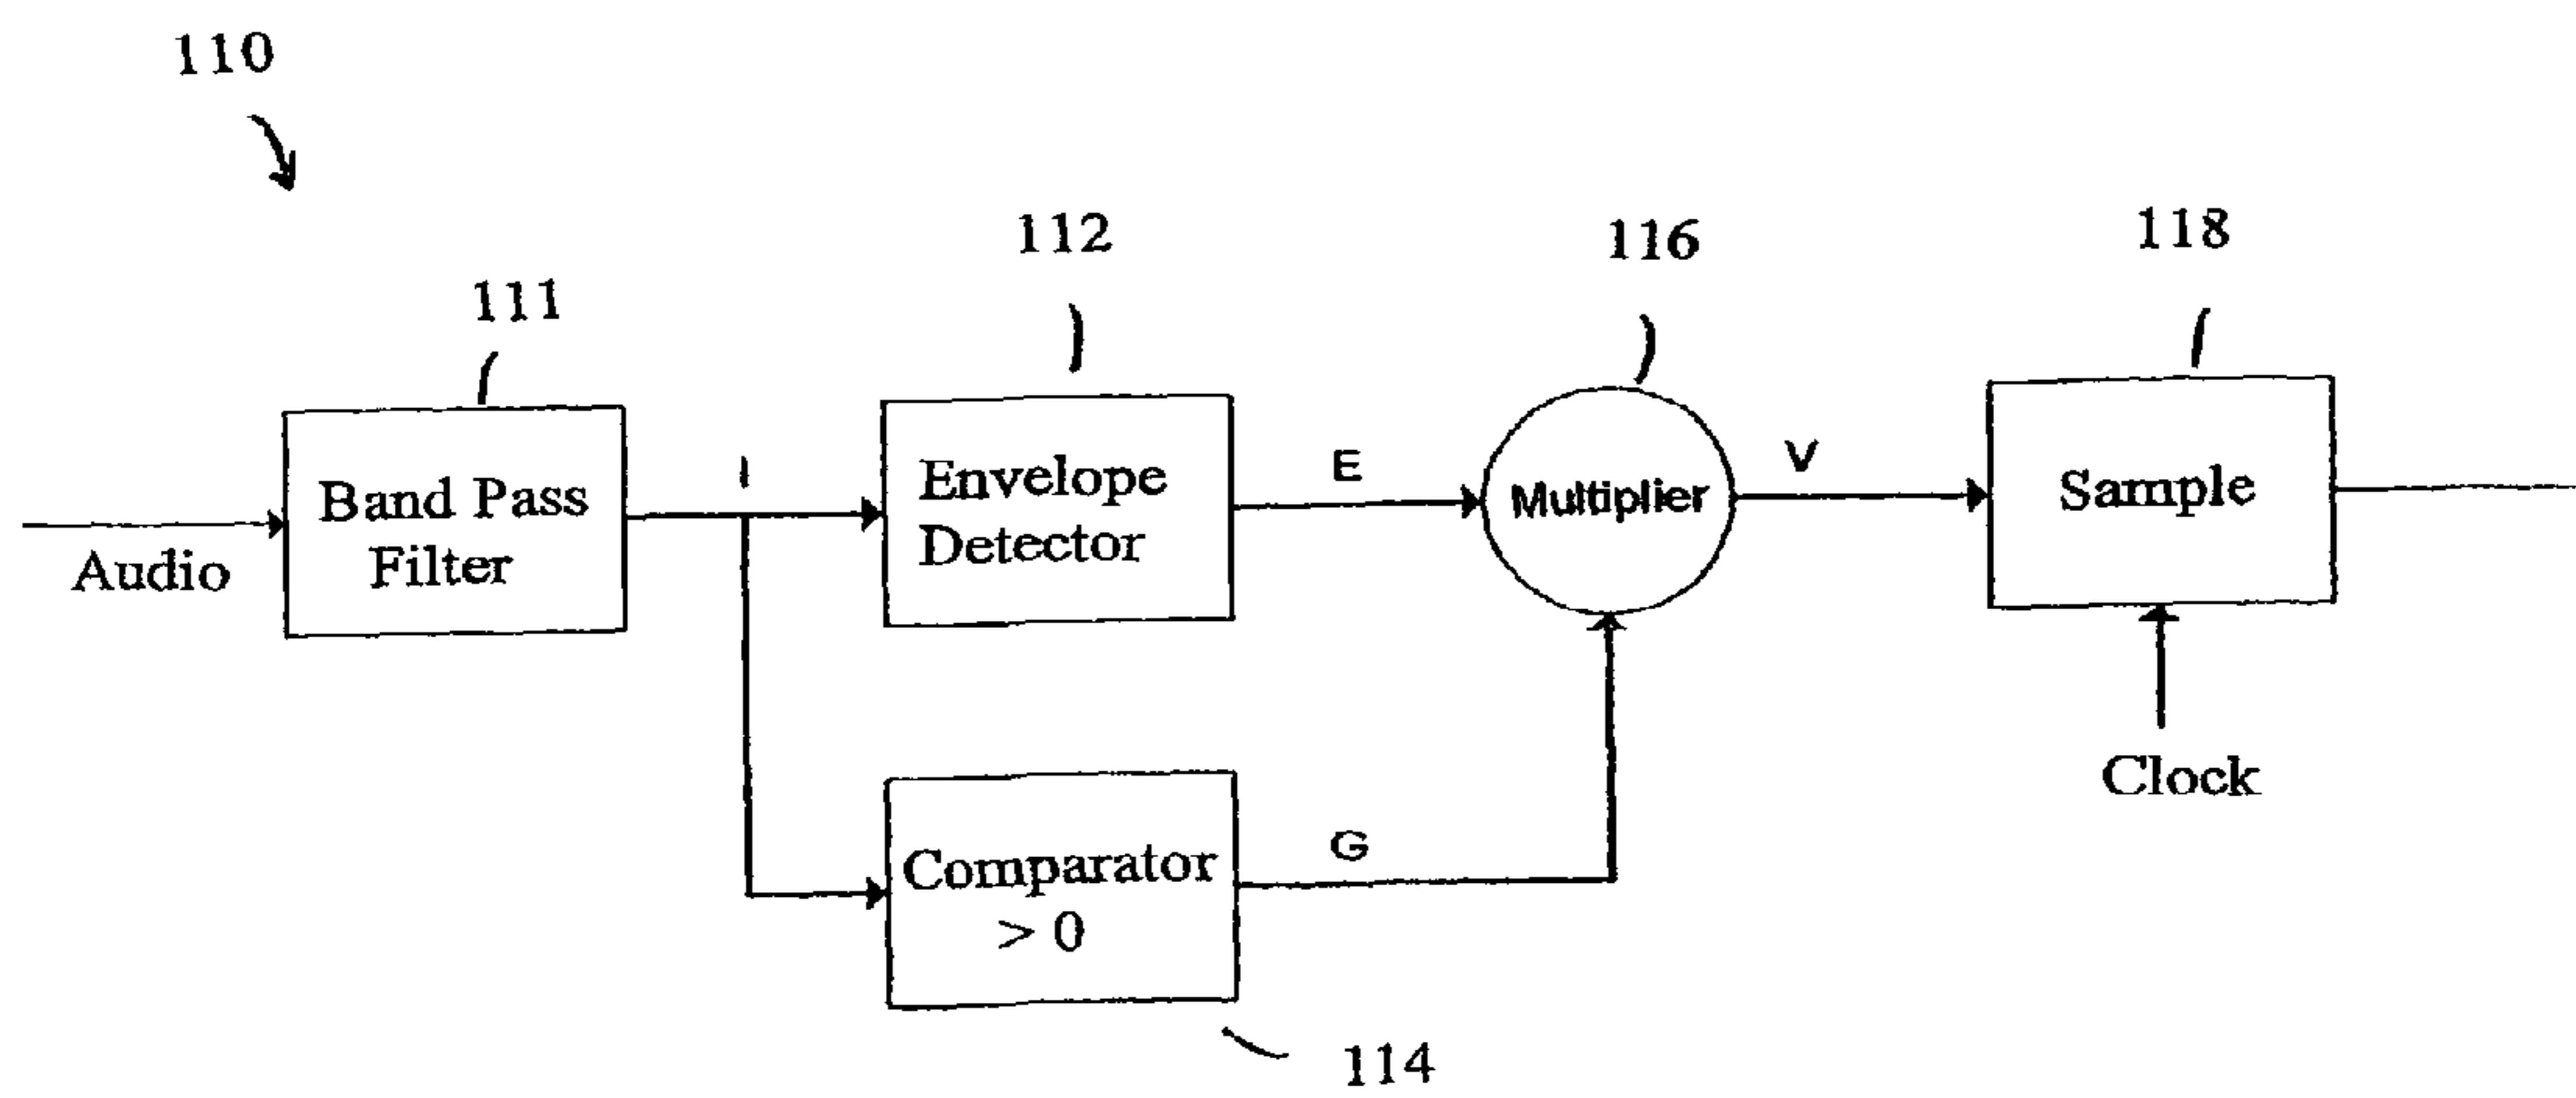 110
111
112
116
118
Audio
Band Pass
Filter
I
Envelope
Detector
E
Multiplier
V
Sample
Clock
Comparator
> 0
G
114